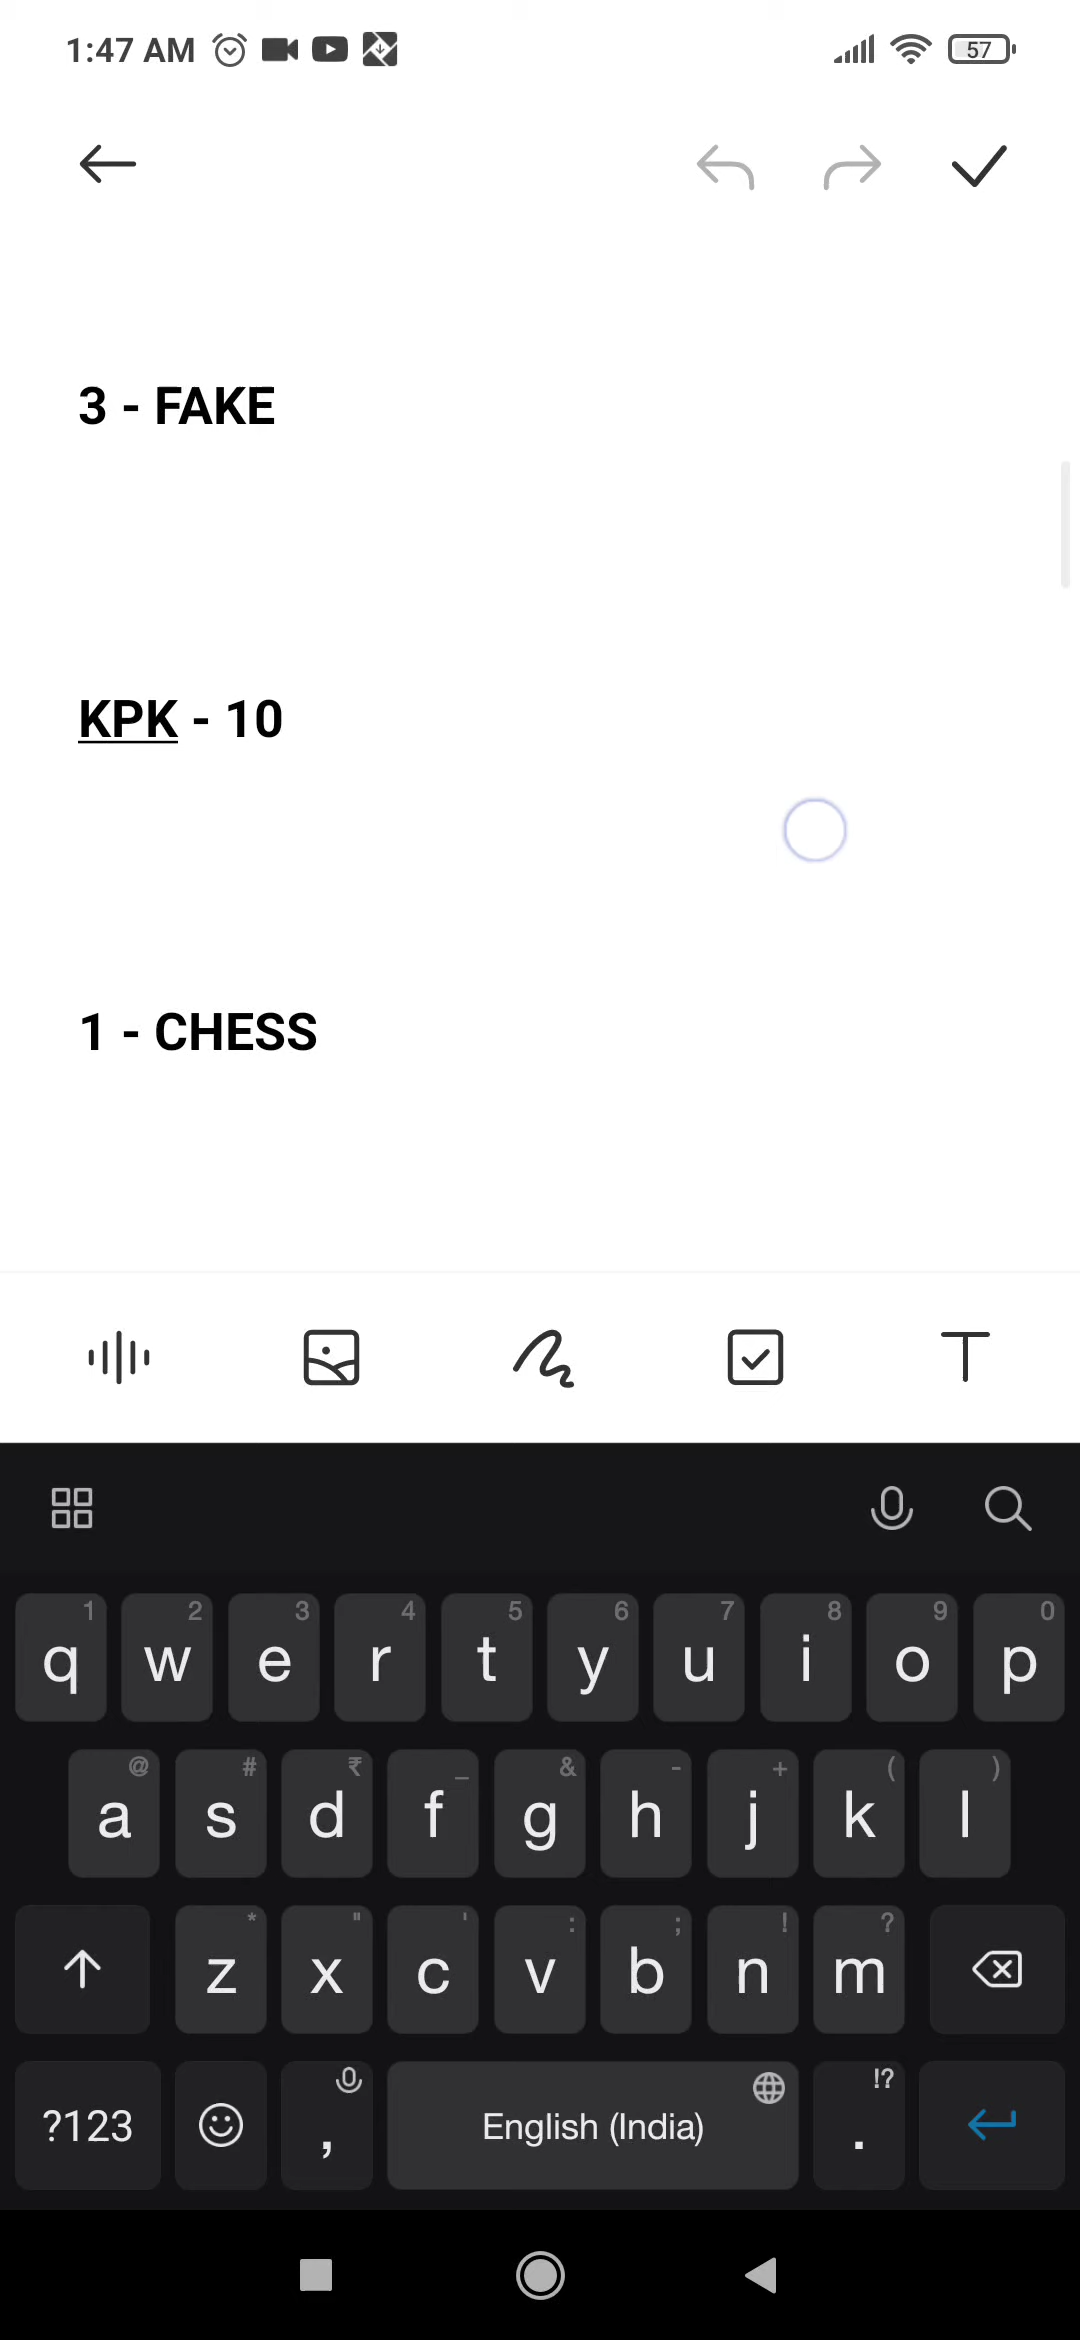 1:47 AM 57
3 - FAKE
KPK - 10
1 - CHESS
1 2 3 4 5 6 7 8 9 0
q w e r t y u i o p
@ # ₹ _ & - + ( )
a s d f g h j k l
* " ' : ; ! ?
z x c v b n m
!?
?123 , English (India) .